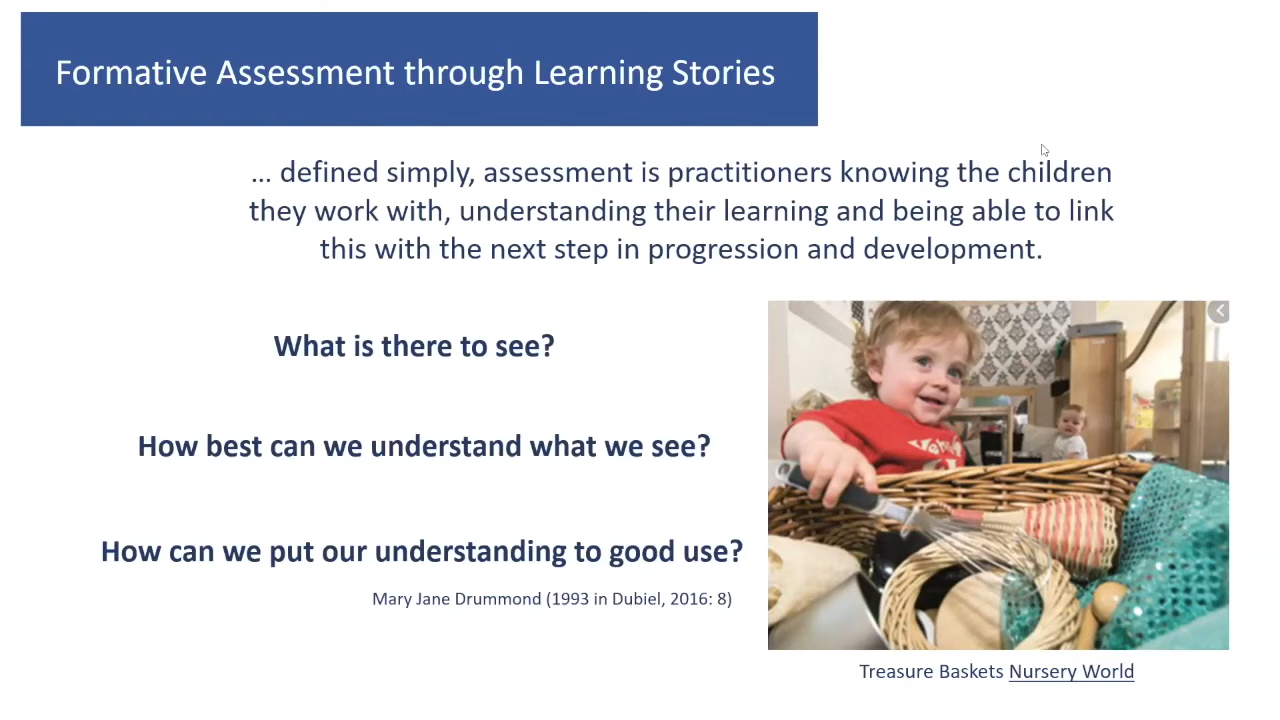 Formative Assessment through Learning Stories
... defined simply, assessment is practitioners knowing the children
they work with, understanding their learning and being able to link
this with the next step in progression and development.
What is there to see?
How best can we understand what we see?
How can we put our understanding to good use?
Mary Jane Drummond (1993 in Dubiel, 2016: 8)
Treasure Baskets Nursery World